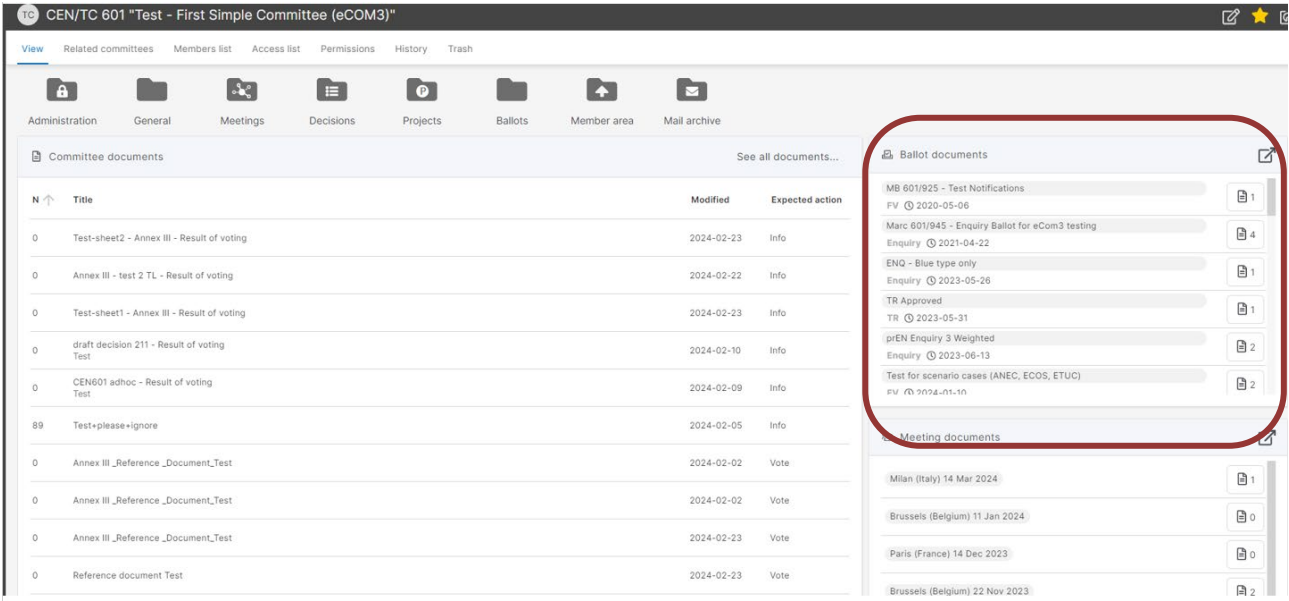 TC CEN/TC 601 "Test - First Simple Committee (eCOM3)"
View Related committees Members list Access list Permissions History Trash
Administration General Meetings Decisions Projects Ballots Member area Mail archive
Committee documents See all documents...
N Title Modified Expected action
0 Test-sheet2 - Annex III - Result of voting 2024-02-23 Info
0 Annex III - test 2 TL - Result of voting 2024-02-22 Info
0 Test-sheet1 - Annex III - Result of voting 2024-02-23 Info
0 draft decision 211 - Result of voting 2024-02-10 Info
Test
0 CEN601 adhoc - Result of voting 2024-02-09 Info
Test
89 Test+please+ignore 2024-02-05 Info
0 Annex III _Reference _Document_Test 2024-02-02 Vote
0 Annex III _Reference _Document_Test 2024-02-02 Vote
0 Annex III _Reference _Document_Test 2024-02-23 Vote
0 Reference document Test 2024-02-23 Vote
Ballot documents
MB 601/925 - Test Notifications 1
FV 2020-05-06
Marc 601/945 - Enquiry Ballot for eCom3 testing 4
Enquiry 2021-04-22
ENQ - Blue type only 1
Enquiry 2023-05-26
TR Approved 1
TR 2023-05-31
prEN Enquiry 3 Weighted 2
Enquiry 2023-06-13
Test for scenario cases (ANEC, ECOS, ETUC) 2
FV 2024-01-10
Meeting documents
Milan (Italy) 14 Mar 2024 1
Brussels (Belgium) 11 Jan 2024 0
Paris (France) 14 Dec 2023 0
Brussels (Belgium) 22 Nov 2023 2